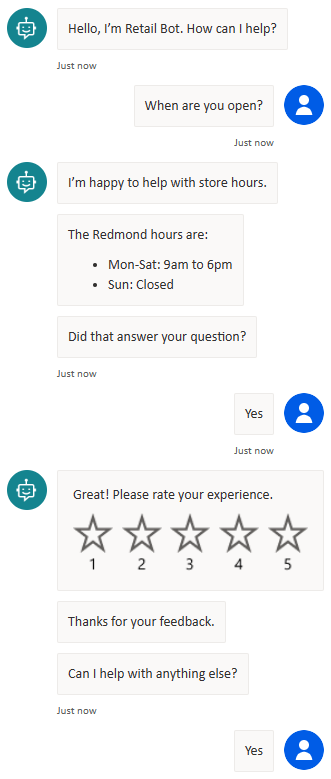 Hello, I'm Retail Bot. How can I help?
Just now
When are you open?
Just now
I'm happy to help with store hours.
The Redmond hours are:
• Mon-Sat: 9am to 6pm
• Sun: Closed
Did that answer your question?
Just now
Yes
Just now
Great! Please rate your experience.
1 2 3 4 5
Thanks for your feedback.
Can I help with anything else?
Just now
Yes